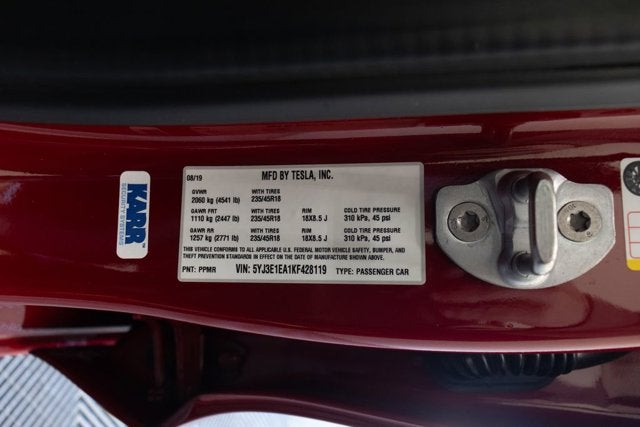 KARR
SECURITY SYSTEMS
08/19 MFD BY TESLA, INC.
GVWR WITH TIRES
2060 kg (4541 lb) 235/45R18
GAWR FRT WITH TIRES RIM COLD TIRE PRESSURE
1110 kg (2447 lb) 235/45R18 18X8.5 J 310 kPa, 45 psi
GAWR RR WITH TIRES RIM COLD TIRE PRESSURE
1257 kg (2771 lb) 235/45R18 18X8.5 J 310 kPa, 45 psi
THIS VEHICLE CONFORMS TO ALL APPLICABLE U.S. FEDERAL MOTOR VEHICLE SAFETY, BUMPER, AND
THEFT PREVENTION STANDARDS IN EFFECT ON THE DATE OF MANUFACTURE SHOWN ABOVE.
PNT: PPMR VIN: 5YJ3E1EA1KF428119 TYPE: PASSENGER CAR